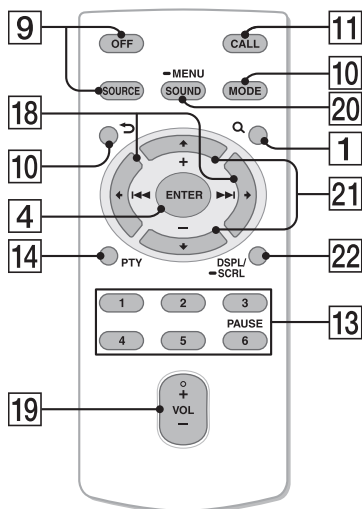 9 11
OFF CALL
– MENU 10
SOURCE SOUND MODE
18 20
10 1
+
ENTER 21
4
–
14 PTY DSPL/ 22
–SCRL
1 2 3
PAUSE 13
4 5 6
+
19 VOL
–